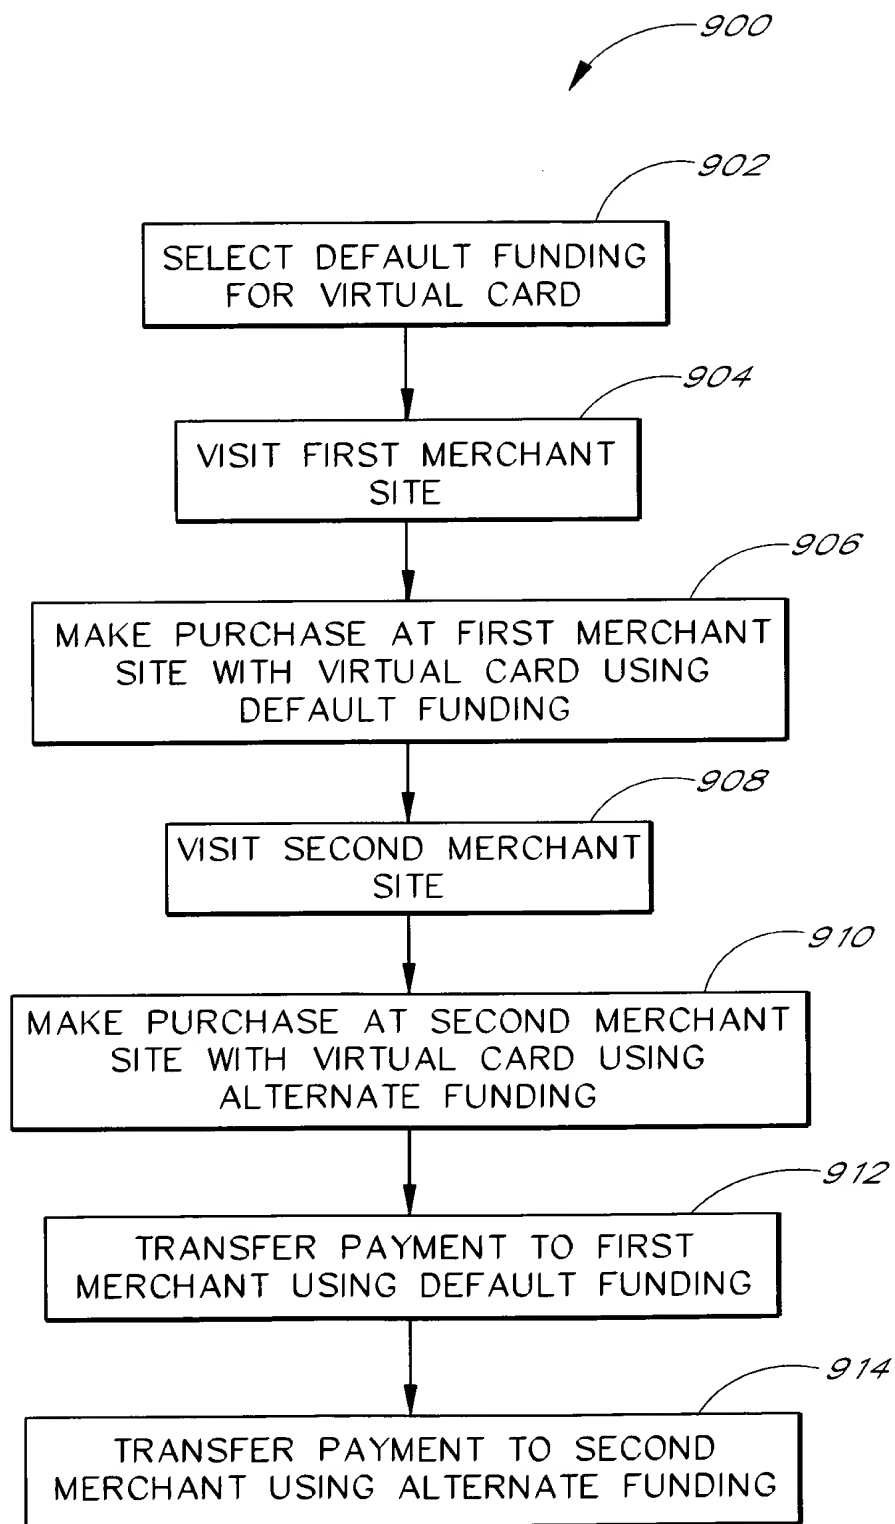 900
902
SELECT DEFAULT FUNDING
FOR VIRTUAL CARD
904
VISIT FIRST MERCHANT
SITE
906
MAKE PURCHASE AT FIRST MERCHANT
SITE WITH VIRTUAL CARD USING
DEFAULT FUNDING
908
VISIT SECOND MERCHANT
SITE
910
MAKE PURCHASE AT SECOND MERCHANT
SITE WITH VIRTUAL CARD USING
ALTERNATE FUNDING
912
TRANSFER PAYMENT TO FIRST
MERCHANT USING DEFAULT FUNDING
914
TRANSFER PAYMENT TO SECOND
MERCHANT USING ALTERNATE FUNDING